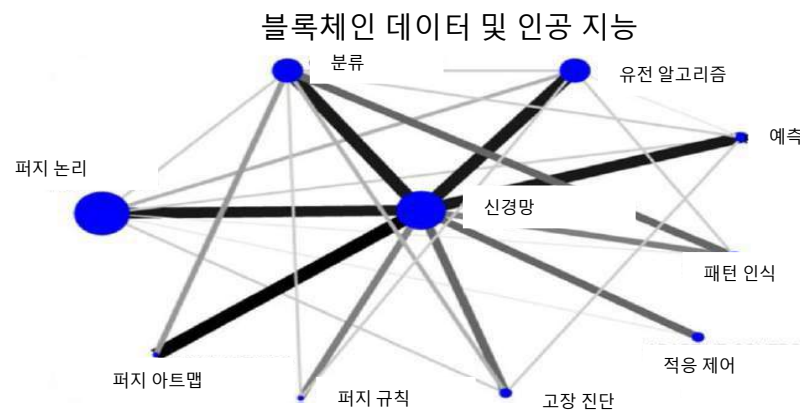 블록체인 데이터 및 인공 지능
분류
유전 알고리즘
예측
퍼지 논리
신경망
패턴 인식
적응 제어
퍼지 아트맵
퍼지 규칙
고장 진단